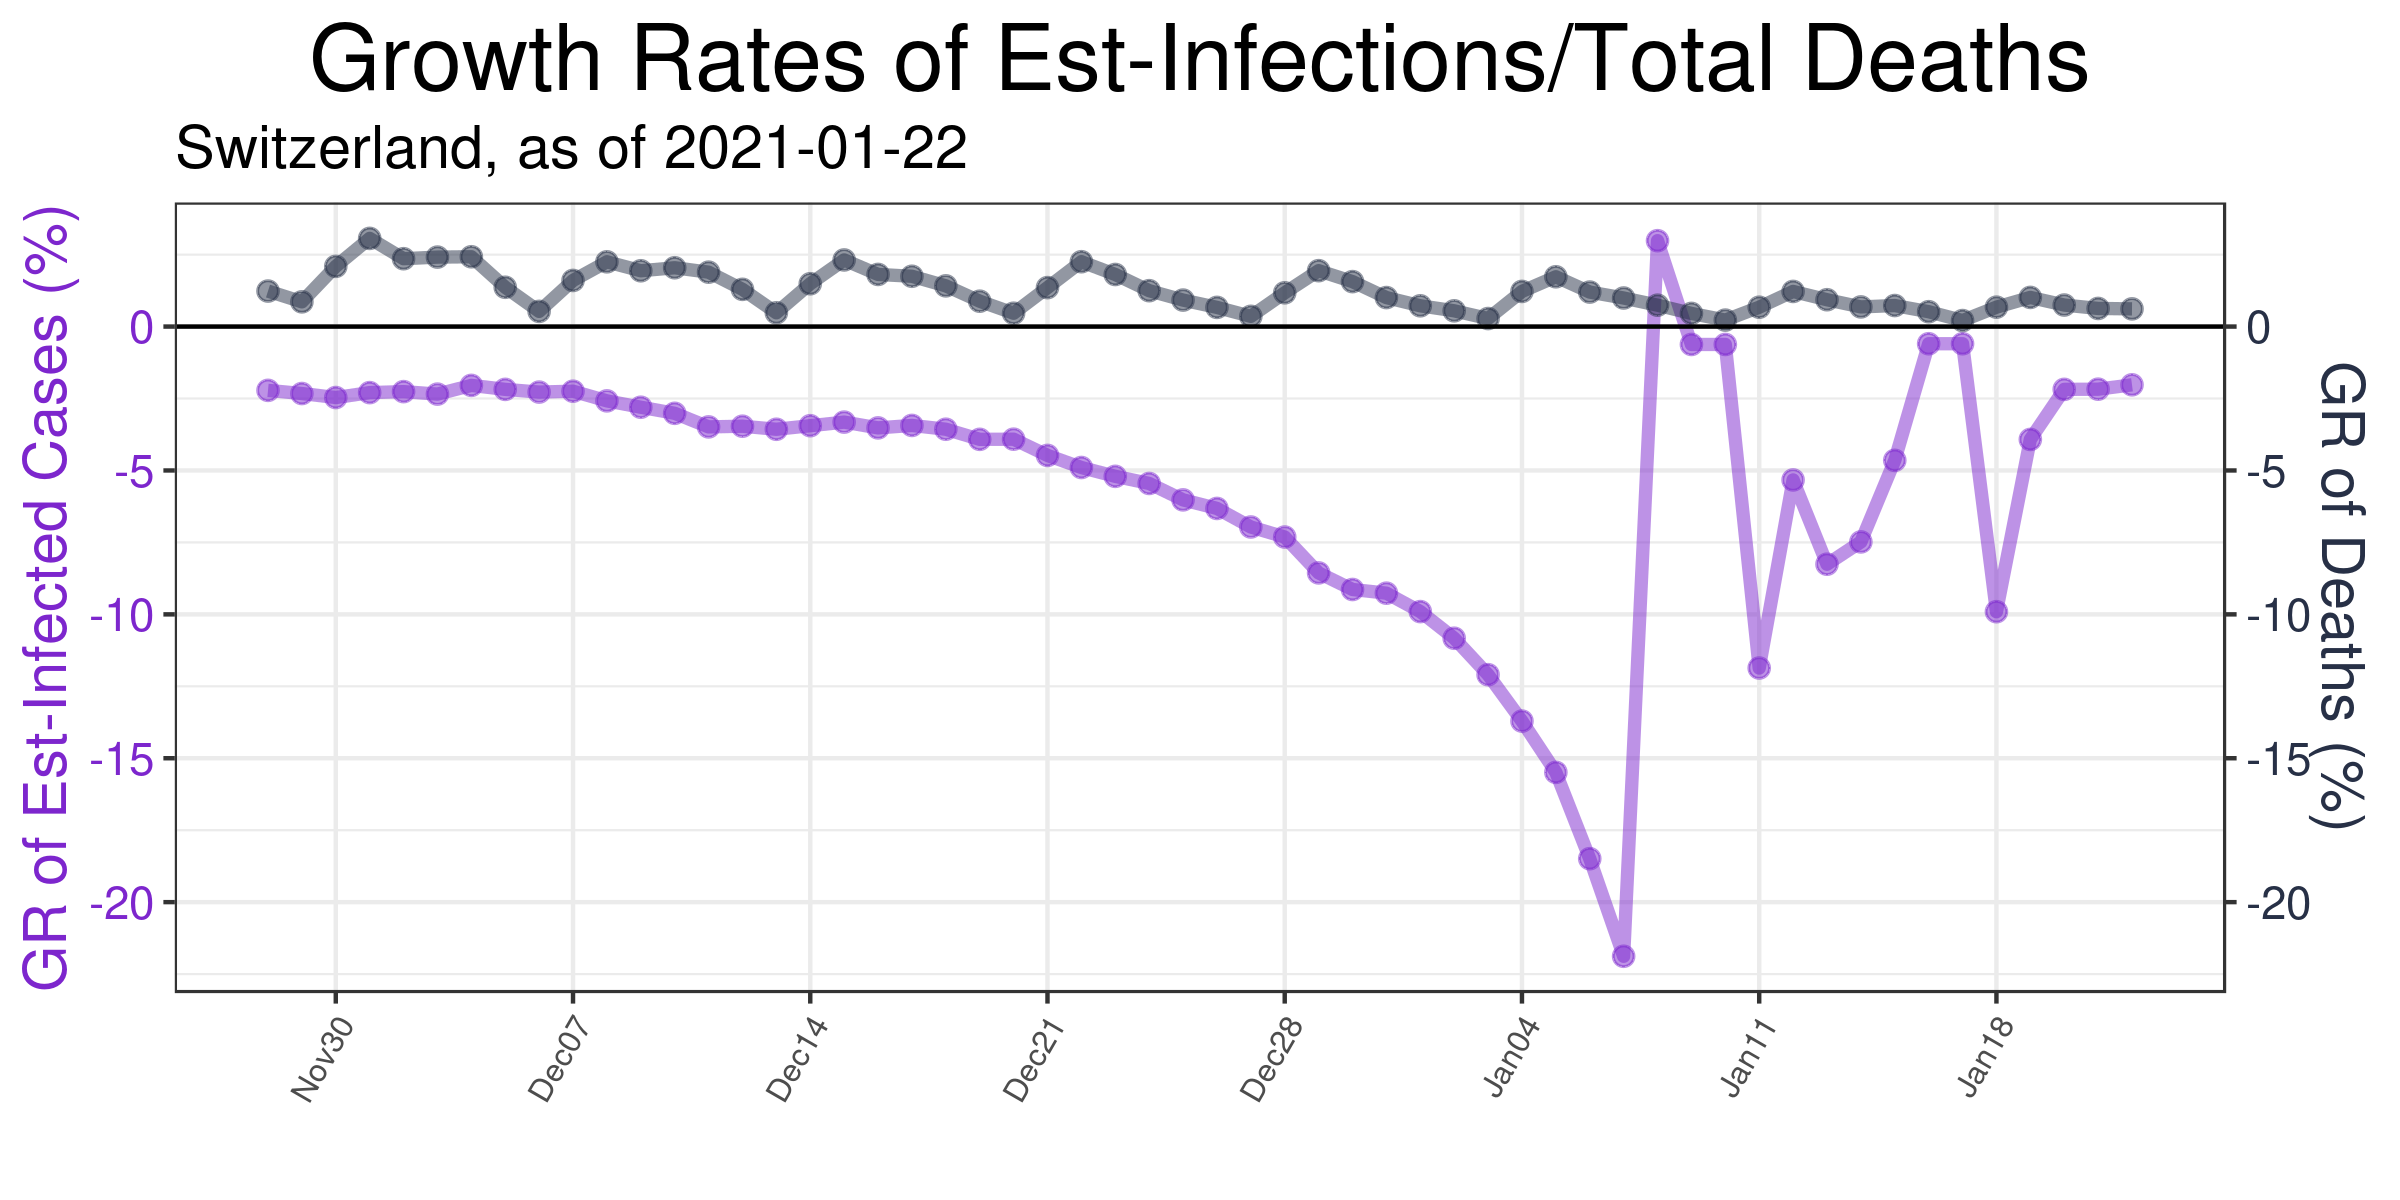 Growth Rates of Est-Infections/Total Deaths
Switzerland, as of 2021-01-22
GR of Est-Infected Cases (%)
0
-5
-10
-15
-20
0
-5
-10
-15
-20
GR of Deaths (%)
Nov30
Dec07
Dec14
Dec21
Dec28
Jan04
Jan11
Jan18